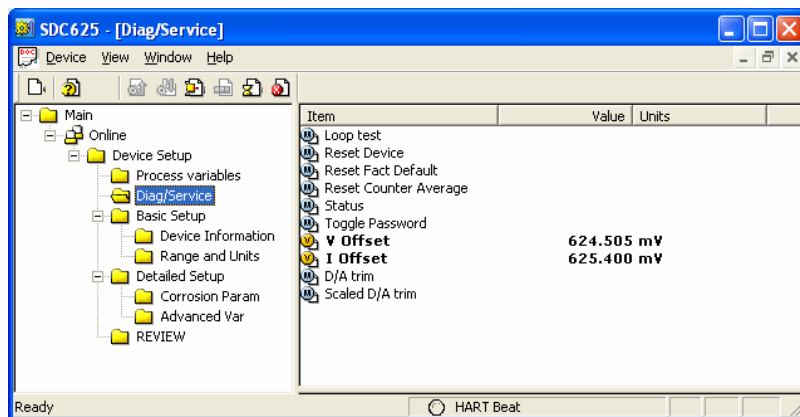 SDC625 - [Diag/Service]
Device View Window Help
Main
Online
Device Setup
Process variables
Diag/Service
Basic Setup
Device Information
Range and Units
Detailed Setup
Corrosion Param
Advanced Var
REVIEW
Item Value Units
Loop test
Reset Device
Reset Fact Default
Reset Counter Average
Status
Toggle Password
V Offset 624.505 mV
I Offset 625.400 mV
D/A trim
Scaled D/A trim
Ready HART Beat